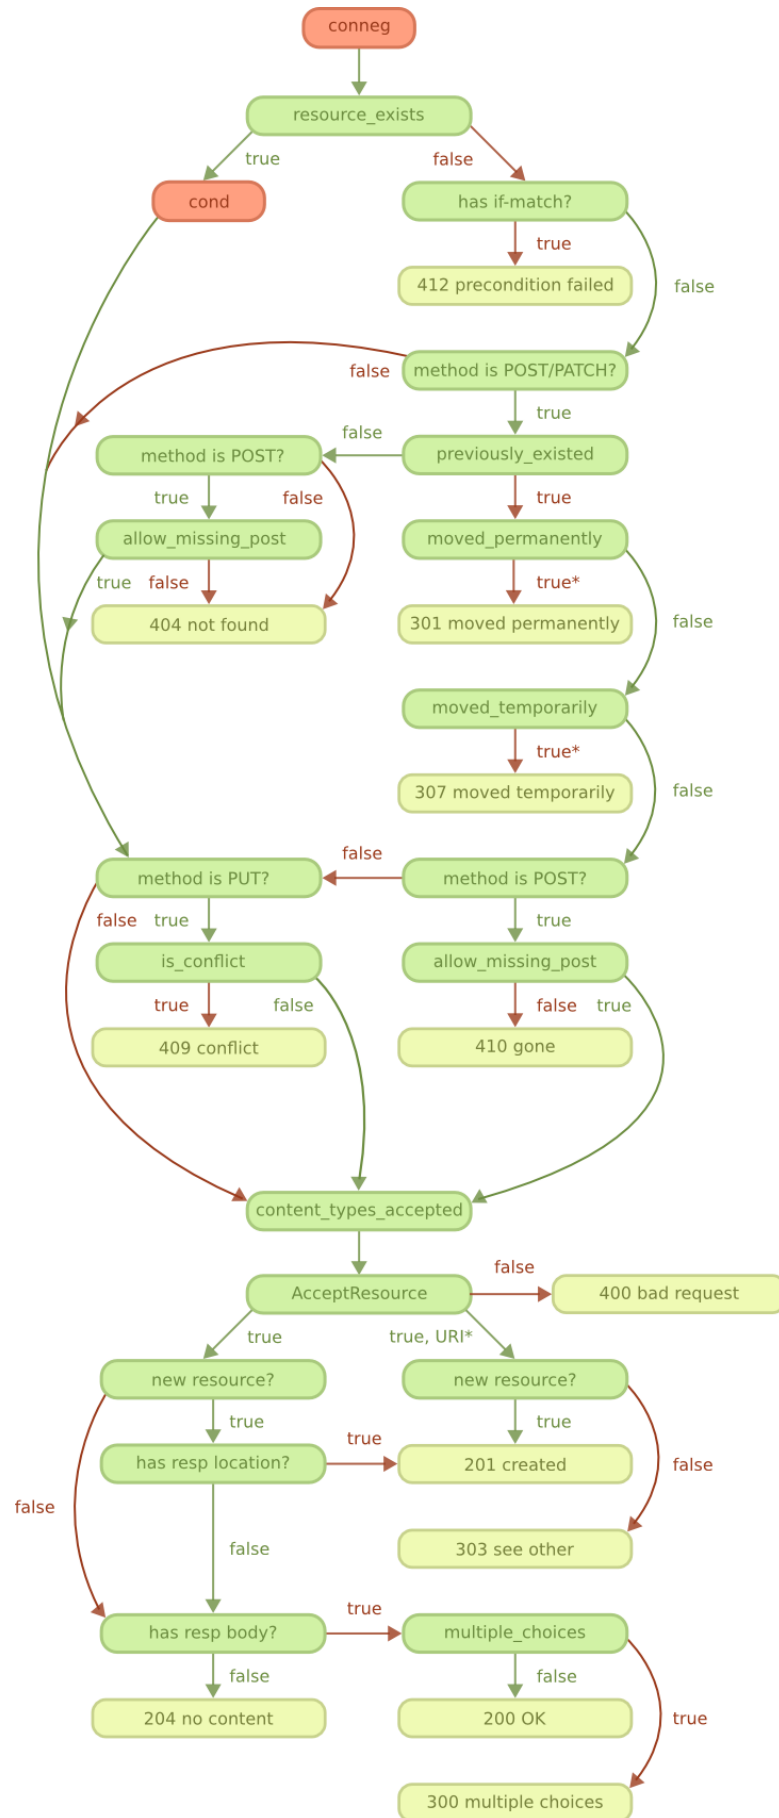 conneg
resource_exists
true
false
cond
has if-match?
true
412 precondition failed
false
method is POST/PATCH?
false
true
false
method is POST?
previously_existed
true
false
true
allow_missing_post
moved_permanently
true
false
true*
404 not found
301 moved permanently
false
moved_temporarily
true*
307 moved temporarily
false
false
method is PUT?
method is POST?
false
true
true
is_conflict
allow_missing_post
true
false
false
true
409 conflict
410 gone
content_types_accepted
false
AcceptResource
400 bad request
true
true, URI*
new resource?
new resource?
true
true
true
has resp location?
201 created
false
false
false
303 see other
true
has resp body?
multiple_choices
false
false
204 no content
200 OK
true
300 multiple choices